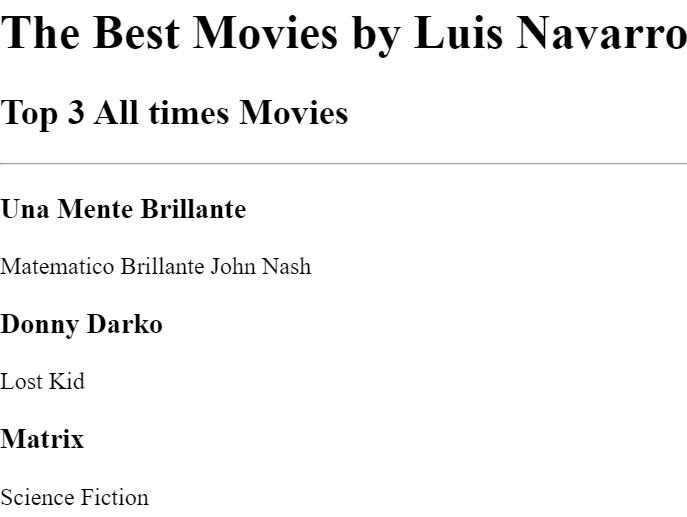 The Best Movies by Luis Navarro
Top 3 All times Movies
Una Mente Brillante
Matematico Brillante John Nash
Donny Darko
Lost Kid
Matrix
Science Fiction